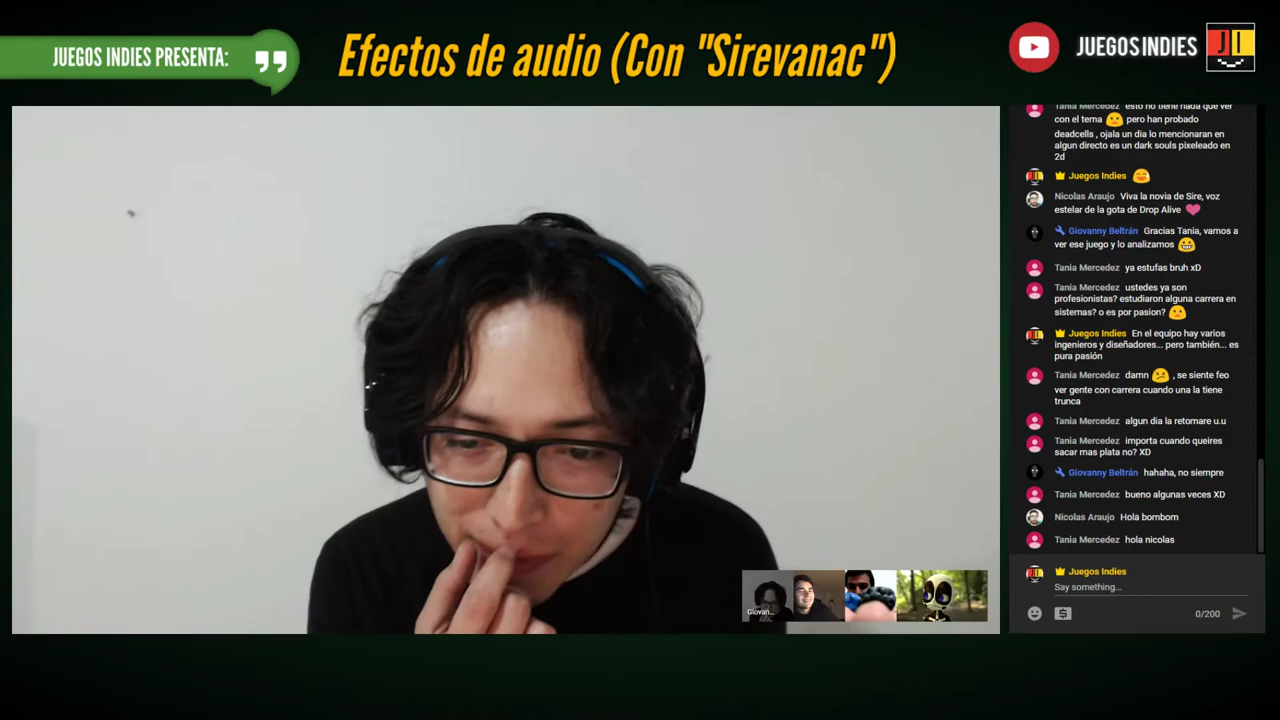 JUEGOS INDIES PRESENTA:
Efectos de audio (Con "Sirevanac")
JUEGOS INDIES
JI
Tania Mercedez esto no tiene nada que ver
con el tema pero han probado
deadcells , ojala un dia lo mencionaran en
algun directo es un dark souls pixeleado en
2d
Juegos Indies
Nicolas Araujo Viva la novia de Sire, voz
estelar de la gota de Drop Alive
Giovanny Beltrán Gracias Tania, vamos a
ver ese juego y lo analizamos
Tania Mercedez ya estufas bruh xD
Tania Mercedez ustedes ya son
profesionistas? estudiaron alguna carrera en
sistemas? o es por pasion?
Juegos Indies En el equipo hay varios
ingenieros y diseñadores... pero también... es
pura pasión
Tania Mercedez damn , se siente feo
ver gente con carrera cuando una la tiene
trunca
Tania Mercedez algun dia la retomare u.u
Tania Mercedez importa cuando queires
sacar mas plata no? XD
Giovanny Beltrán hahaha, no siempre
Tania Mercedez bueno algunas veces XD
Nicolas Araujo Hola bombom
Tania Mercedez hola nicolas
Juegos Indies
Say something...
0/200
Giovan...